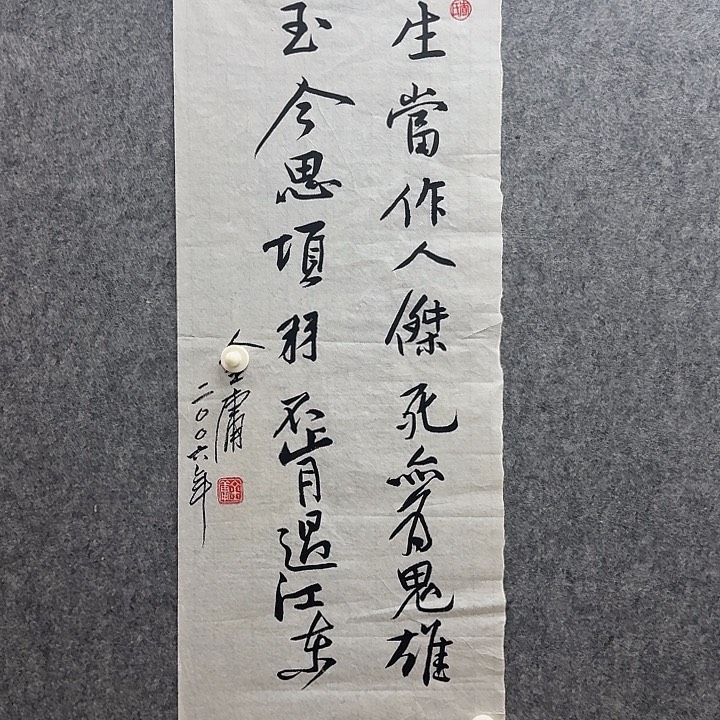 生當作人傑死亦為鬼雄
至今思項羽不肯過江東
金庸
二〇〇六年